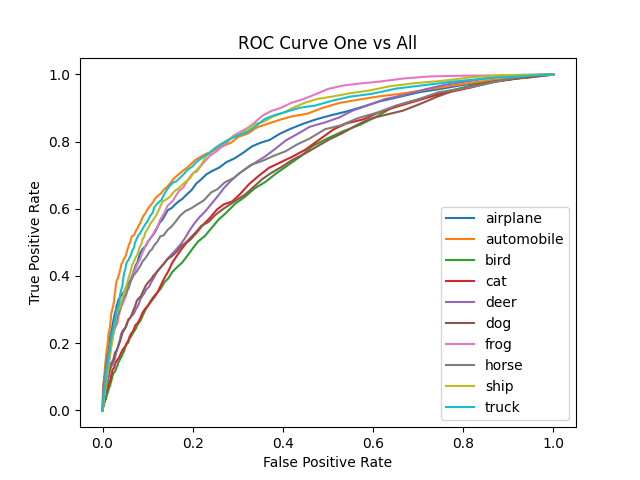 ROC Curve One vs All
True Positive Rate
1.0
0.8
0.6
0.4
0.2
0.0
airplane
automobile
bird
cat
deer
dog
frog
horse
ship
truck
0.0 0.2 0.4 0.6 0.8 1.0
False Positive Rate